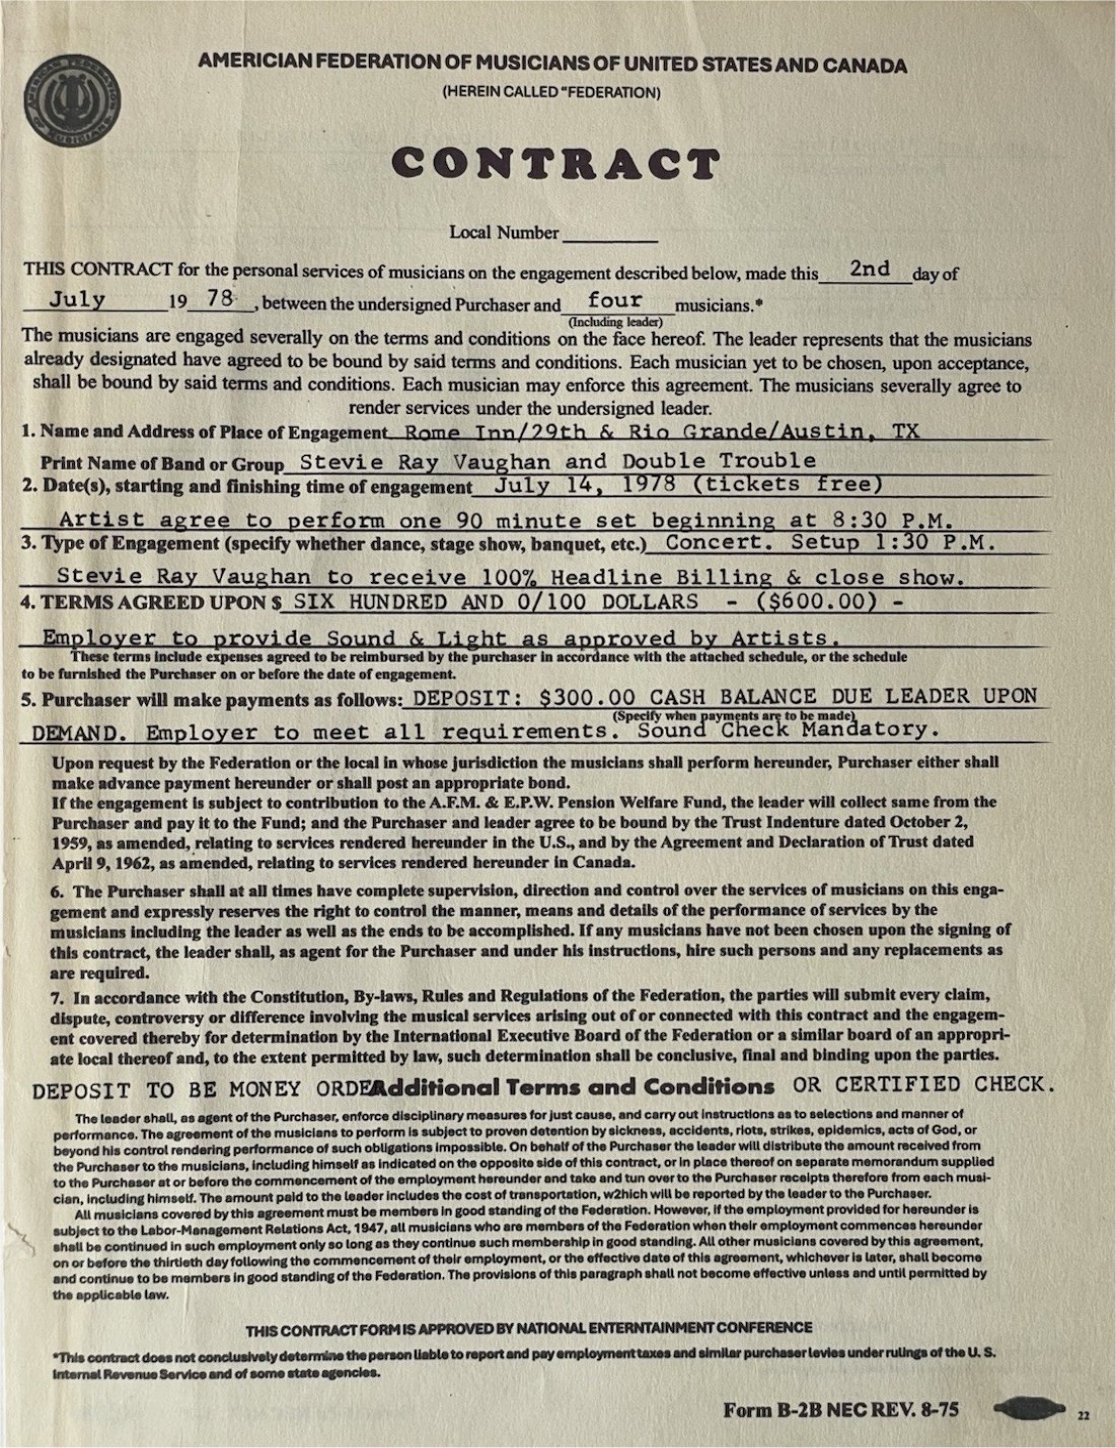 AMERICIAN FEDERATION OF MUSICIANS OF UNITED STATES AND CANADA
(HEREIN CALLED "FEDERATION)
CONTRACT
Local Number
THIS CONTRACT for the personal services of musicians on the engagement described below, made this 2nd day of
July 19 78 , between the undersigned Purchaser and four musicians.*
(Including leader)
The musicians are engaged severally on the terms and conditions on the face hereof. The leader represents that the musicians
already designated have agreed to be bound by said terms and conditions. Each musician yet to be chosen, upon acceptance,
shall be bound by said terms and conditions. Each musician may enforce this agreement. The musicians severally agree to
render services under the undersigned leader.
1. Name and Address of Place of Engagement Rome Inn/29th & Rio Grande/Austin, TX
Print Name of Band or Group Stevie Ray Vaughan and Double Trouble
2. Date(s), starting and finishing time of engagement July 14, 1978 (tickets free)
Artist agree to perform one 90 minute set beginning at 8:30 P.M.
3. Type of Engagement (specify whether dance, stage show, banquet, etc.) Concert. Setup 1:30 P.M.
Stevie Ray Vaughan to receive 100% Headline Billing & close show.
4. TERMS AGREED UPON $ SIX HUNDRED AND 0/100 DOLLARS - ($600.00) -
Employer to provide Sound & Light as approved by Artists.
These terms include expenses agreed to be reimbursed by the purchaser in accordance with the attached schedule, or the schedule
to be furnished the Purchaser on or before the date of engagement.
5. Purchaser will make payments as follows: DEPOSIT: $300.00 CASH BALANCE DUE LEADER UPON
(Specify when payments are to be made)
DEMAND. Employer to meet all requirements. Sound Check Mandatory.
Upon request by the Federation or the local in whose jurisdiction the musicians shall perform hereunder, Purchaser either shall
make advance payment hereunder or shall post an appropriate bond.
If the engagement is subject to contribution to the A.F.M. & E.P.W. Pension Welfare Fund, the leader will collect same from the
Purchaser and pay it to the Fund; and the Purchaser and leader agree to be bound by the Trust Indenture dated October 2,
1959, as amended, relating to services rendered hereunder in the U.S., and by the Agreement and Declaration of Trust dated
April 9, 1962, as amended, relating to services rendered hereunder in Canada.
6. The Purchaser shall at all times have complete supervision, direction and control over the services of musicians on this enga-
gement and expressly reserves the right to control the manner, means and details of the performance of services by the
musicians including the leader as well as the ends to be accomplished. If any musicians have not been chosen upon the signing of
this contract, the leader shall, as agent for the Purchaser and under his instructions, hire such persons and any replacements as
are required.
7. In accordance with the Constitution, By-laws, Rules and Regulations of the Federation, the parties will submit every claim,
dispute, controversy or difference involving the musical services arising out of or connected with this contract and the engagem-
ent covered thereby for determination by the International Executive Board of the Federation or a similar board of an appropri-
ate local thereof and, to the extent permitted by law, such determination shall be conclusive, final and binding upon the parties.
DEPOSIT TO BE MONEY ORDE Additional Terms and Conditions OR CERTIFIED CHECK.
The leader shall, as agent of the Purchaser, enforce disciplinary measures for just cause, and carry out instructions as to selections and manner of
performance. The agreement of the musicians to perform is subject to proven detention by sickness, accidents, riots, strikes, epidemics, acts of God, or
beyond his control rendering performance of such obligations impossible. On behalf of the Purchaser the leader will distribute the amount received from
the Purchaser to the musicians, including himself as indicated on the opposite side of this contract, or in place thereof on separate memorandum supplied
to the Purchaser at or before the commencement of the employment hereunder and take and tun over to the Purchaser receipts therefore from each musi-
cian, including himself. The amount paid to the leader includes the cost of transportation, w2hich will be reported by the leader to the Purchaser.
All musicians covered by this agreement must be members in good standing of the Federation. However, if the employment provided for hereunder is
subject to the Labor-Management Relations Act, 1947, all musicians who are members of the Federation when their employment commences hereunder
shall be continued in such employment only so long as they continue such membership in good standing. All other musicians covered by this agreement,
on or before the thirtieth day following the commencement of their employment, or the effective date of this agreement, whichever is later, shall become
and continue to be members in good standing of the Federation. The provisions of this paragraph shall not become effective unless and until permitted by
the applicable law.
THIS CONTRACT FORM IS APPROVED BY NATIONAL ENTERNTAINMENT CONFERENCE
*This contract does not conclusively determine the person liable to report and pay employment taxes and similar purchaser levies under rulings of the U. S.
Internal Revenue Service and of some state agencies.
Form B-2B NEC REV. 8-75
22